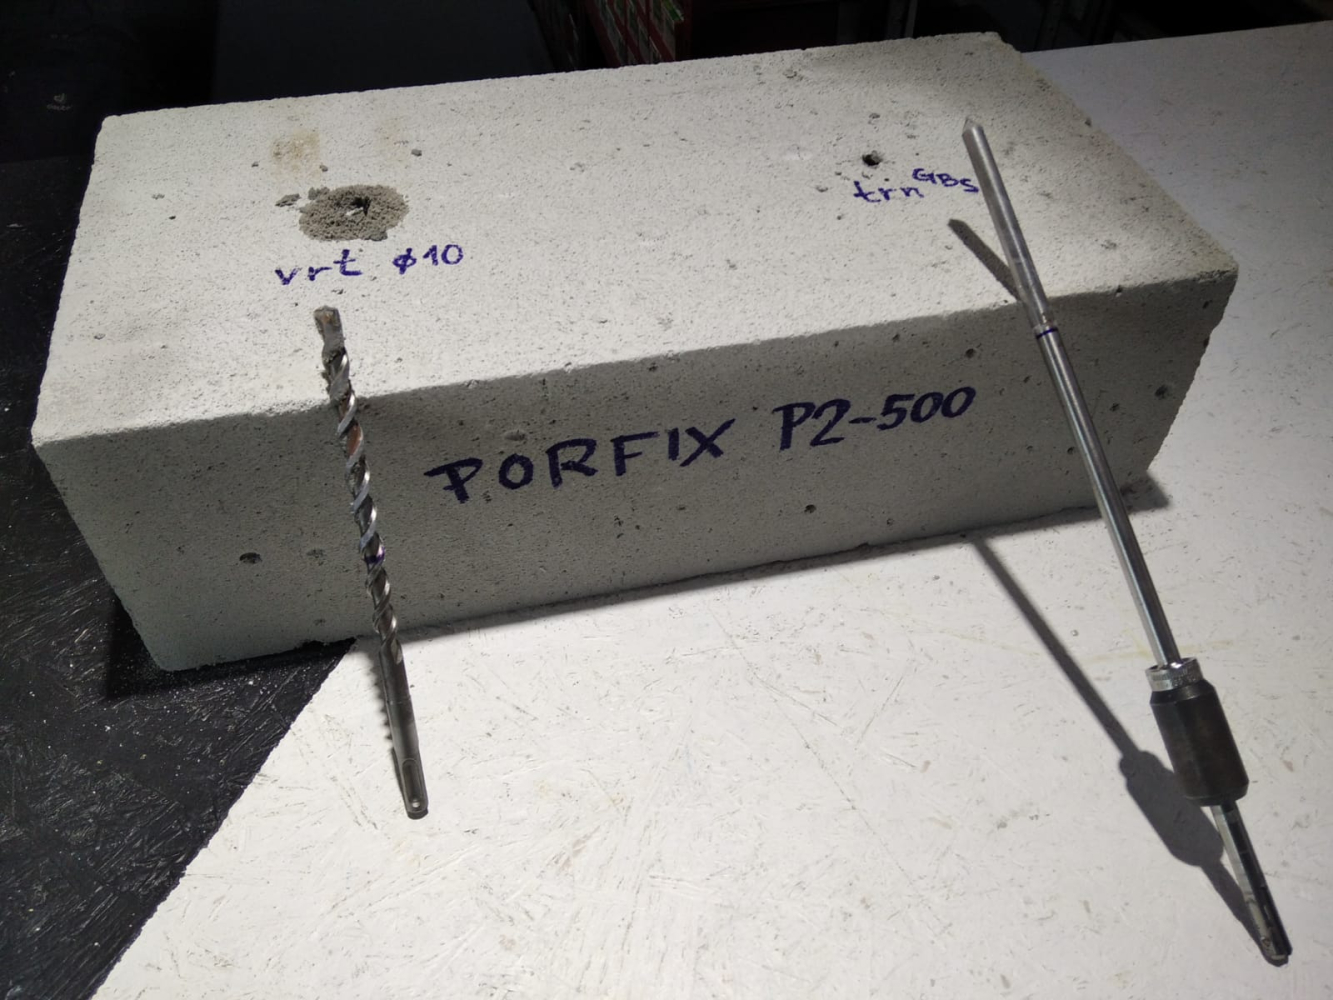 trn GBS
vrt ϕ10
PORFIX P2-500